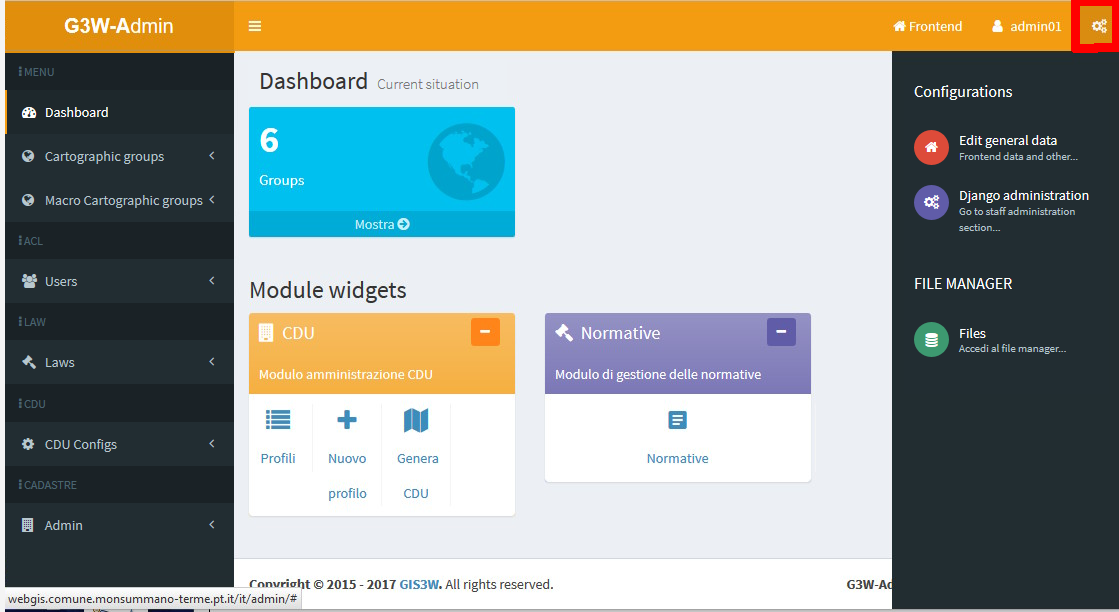 G3W-Admin
Frontend
admin01
MENU
Dashboard
Cartographic groups
Macro Cartographic groups
ACL
Users
LAW
Laws
CDU
CDU Configs
CADASTRE
Admin
Dashboard Current situation
6
Groups
Mostra
Module widgets
CDU
Modulo amministrazione CDU
Profili
Nuovo
profilo
Genera
CDU
Normative
Modulo di gestione delle normative
Normative
Configurations
Edit general data
Frontend data and other...
Django administration
Go to staff administration
section...
FILE MANAGER
Files
Accedi al file manager...
Copyright © 2015 - 2017 GIS3W. All rights reserved.
G3W-Ad
webgis.comune.monsummano-terme.pt.it/it/admin/#